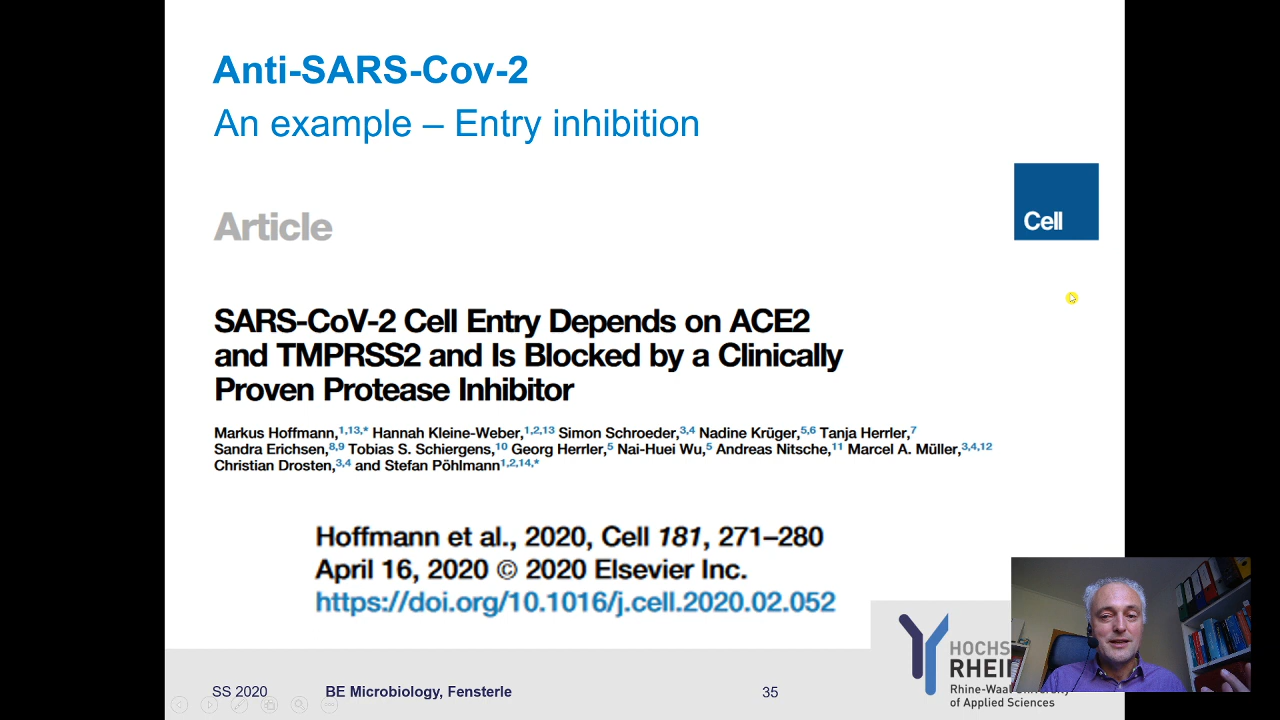 Anti-SARS-Cov-2
An example – Entry inhibition
Article
Cell
SARS-CoV-2 Cell Entry Depends on ACE2
and TMPRSS2 and Is Blocked by a Clinically
Proven Protease Inhibitor
Markus Hoffmann,1,13,* Hannah Kleine-Weber,1,2,13 Simon Schroeder,3,4 Nadine Krüger,5,6 Tanja Herrler,7
Sandra Erichsen,8,9 Tobias S. Schiergens,10 Georg Herrler,5 Nai-Huei Wu,5 Andreas Nitsche,11 Marcel A. Müller,3,4,12
Christian Drosten,3,4 and Stefan Pöhlmann1,2,14,*
Hoffmann et al., 2020, Cell 181, 271–280
April 16, 2020 © 2020 Elsevier Inc.
https://doi.org/10.1016/j.cell.2020.02.052
HOCHS
RHEI
Rhine-Waal University
of Applied Sciences
SS 2020
BE Microbiology, Fensterle
35